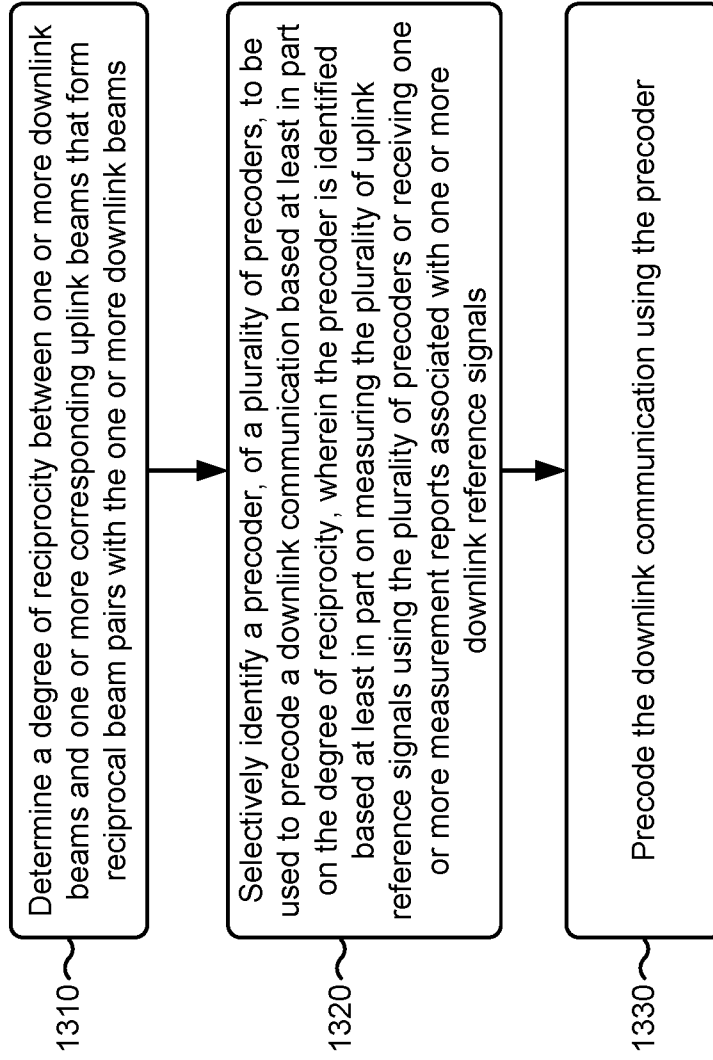 1310
Determine a degree of reciprocity between one or more downlink
beams and one or more corresponding uplink beams that form
reciprocal beam pairs with the one or more downlink beams
1320
Selectively identify a precoder, of a plurality of precoders, to be
used to precode a downlink communication based at least in part
on the degree of reciprocity, wherein the precoder is identified
based at least in part on measuring the plurality of uplink
reference signals using the plurality of precoders or receiving one
or more measurement reports associated with one or more
downlink reference signals
1330
Precode the downlink communication using the precoder